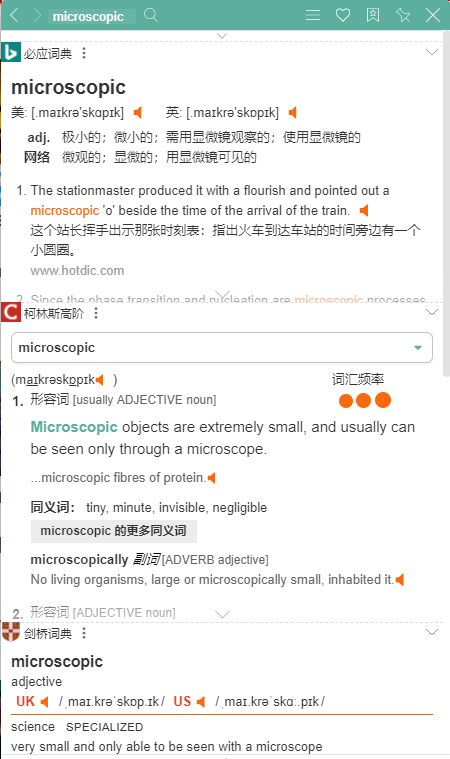 microscopic
必应词典
microscopic
美: [.maɪkrə'skɑpɪk] 英: [.maɪkrə'skɒpɪk]
adj. 极小的；微小的；需用显微镜观察的；使用显微镜的
网络 微观的；显微的；用显微镜可见的
1. The stationmaster produced it with a flourish and pointed out a
microscopic 'o' beside the time of the arrival of the train.
这个站长挥手出示那张时刻表：指出火车到达车站的时间旁边有一个
小圆圈。
www.hotdic.com
2. Since the phase transition and nucleation are microscopic processes
柯林斯高阶
microscopic
(maɪkrəskɒpɪk ) 词汇频率
1. 形容词 [usually ADJECTIVE noun]
Microscopic objects are extremely small, and usually can
be seen only through a microscope.
...microscopic fibres of protein.
同义词： tiny, minute, invisible, negligible
microscopic 的更多同义词
microscopically 副词 [ADVERB adjective]
No living organisms, large or microscopically small, inhabited it.
2. 形容词 [ADJECTIVE noun]
剑桥词典
microscopic
adjective
UK /ˌmaɪ.krəˈskɒp.ɪk/ US /ˌmaɪ.krəˈskɑː.pɪk/
science SPECIALIZED
very small and only able to be seen with a microscope